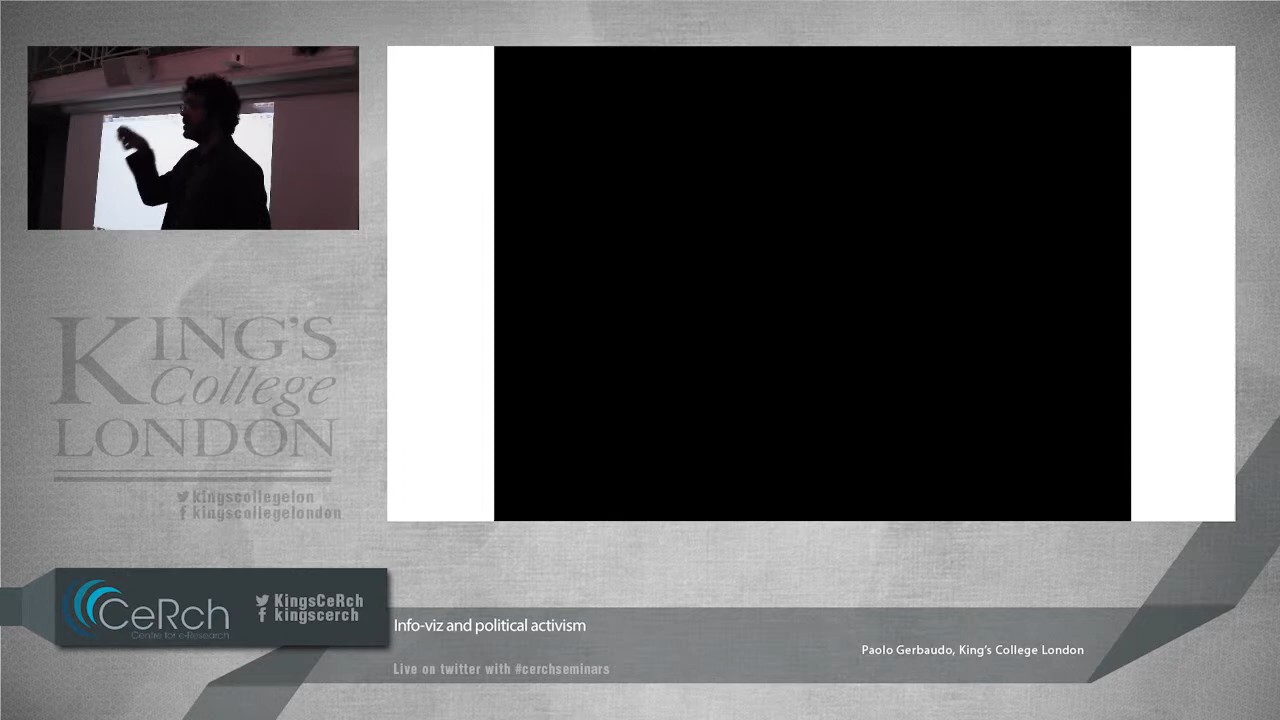 KING'S
College
LONDON
kingscollegelon
kingscollegelondon
CeRch
Centre for e-Research
KingsCeRch
kingscerch
Info-viz and political activism
Paolo Gerbaudo, King's College London
Live on twitter with #cerchseminars